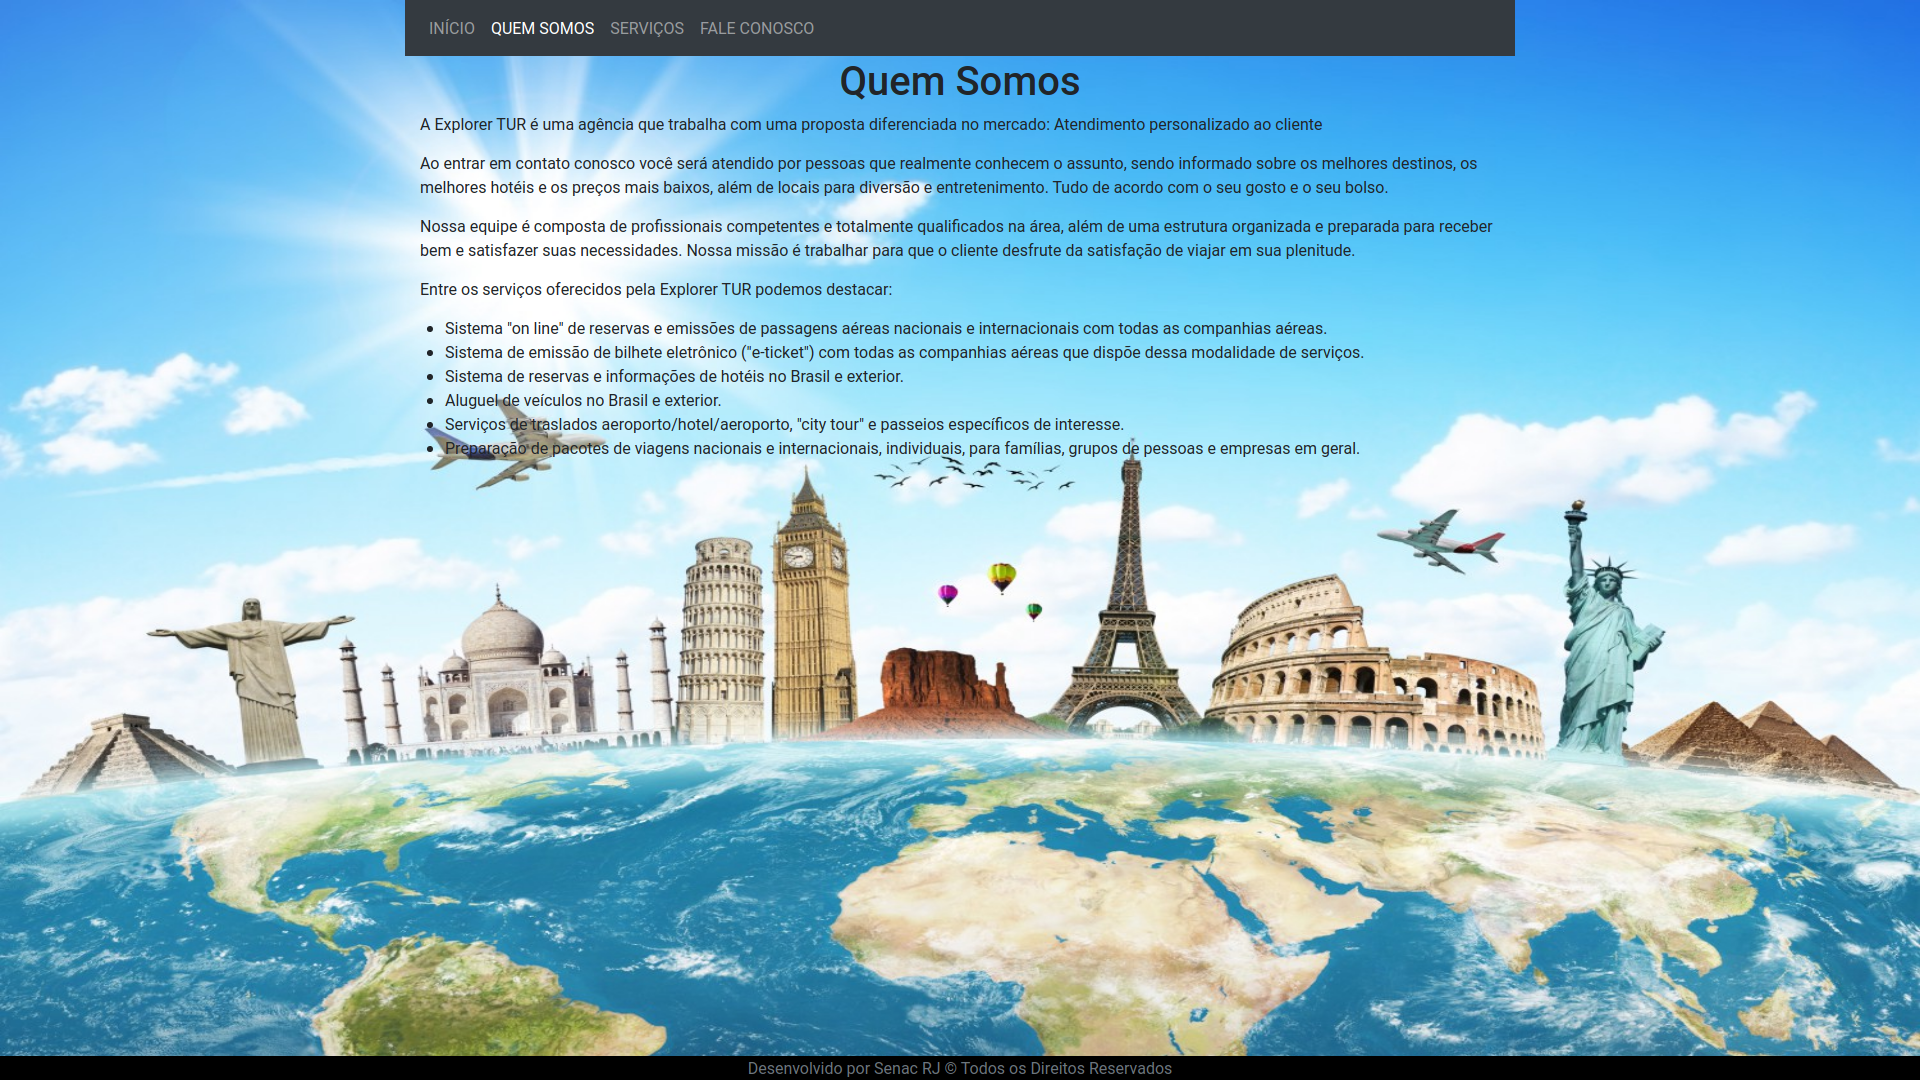 INÍCIO QUEM SOMOS SERVIÇOS FALE CONOSCO
Quem Somos
A Explorer TUR é uma agência que trabalha com uma proposta diferenciada no mercado: Atendimento personalizado ao cliente
Ao entrar em contato conosco você será atendido por pessoas que realmente conhecem o assunto, sendo informado sobre os melhores destinos, os
melhores hotéis e os preços mais baixos, além de locais para diversão e entretenimento. Tudo de acordo com o seu gosto e o seu bolso.
Nossa equipe é composta de profissionais competentes e totalmente qualificados na área, além de uma estrutura organizada e preparada para receber
bem e satisfazer suas necessidades. Nossa missão é trabalhar para que o cliente desfrute da satisfação de viajar em sua plenitude.
Entre os serviços oferecidos pela Explorer TUR podemos destacar:
• Sistema "on line" de reservas e emissões de passagens aéreas nacionais e internacionais com todas as companhias aéreas.
• Sistema de emissão de bilhete eletrônico ("e-ticket") com todas as companhias aéreas que dispõe dessa modalidade de serviços.
• Sistema de reservas e informações de hotéis no Brasil e exterior.
• Aluguel de veículos no Brasil e exterior.
• Serviços de traslados aeroporto/hotel/aeroporto, "city tour" e passeios específicos de interesse.
• Preparação de pacotes de viagens nacionais e internacionais, individuais, para famílias, grupos de pessoas e empresas em geral.
Desenvolvido por Senac RJ © Todos os Direitos Reservados